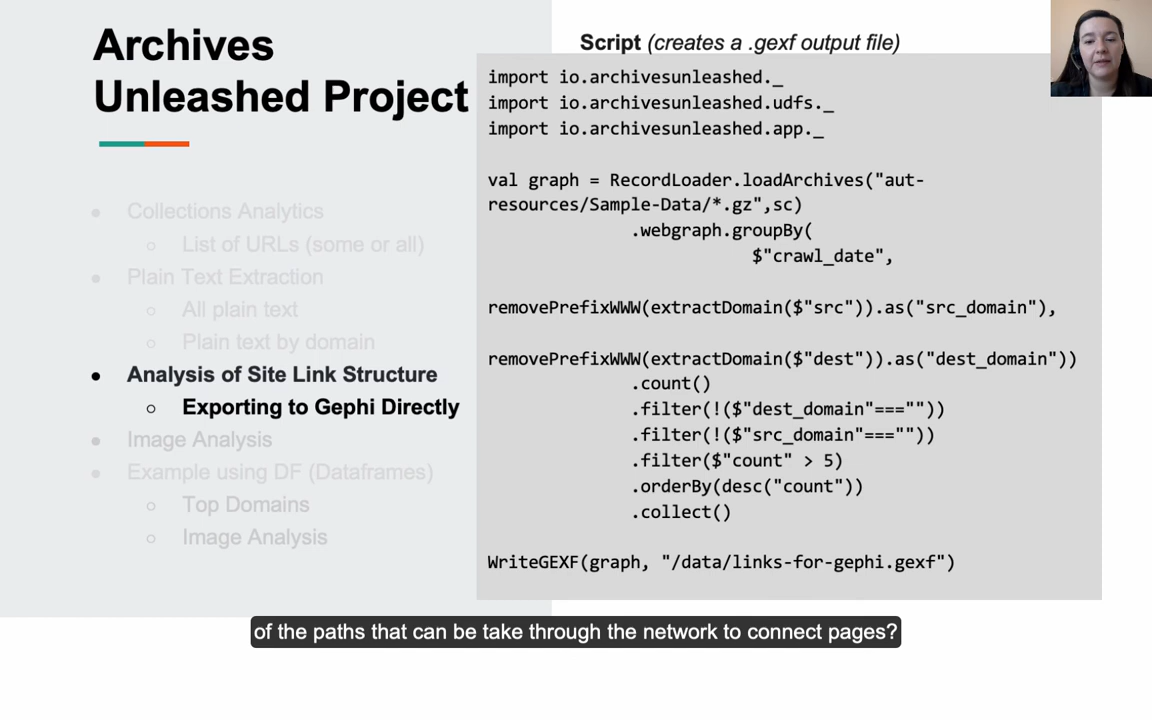 Archives
Unleashed Project
Collections Analytics
List of URLs (some or all)
Plain Text Extraction
All plain text
Plain text by domain
Analysis of Site Link Structure
Exporting to Gephi Directly
Image Analysis
Example using DF (Dataframes)
Top Domains
Image Analysis
Script (creates a .gexf output file)
import io.archivesunleashed._
import io.archivesunleashed.udfs._
import io.archivesunleashed.app._
val graph = RecordLoader.loadArchives("aut-
resources/Sample-Data/*.gz",sc)
.webgraph.groupBy(
$"crawl_date",
removePrefixWWW(extractDomain($"src")).as("src_domain"),
removePrefixWWW(extractDomain($"dest")).as("dest_domain"))
.count()
.filter(!($"dest_domain"===""))
.filter(!($"src_domain"===""))
.filter($"count" > 5)
.orderBy(desc("count"))
.collect()
WriteGEXF(graph, "/data/links-for-gephi.gexf")
of the paths that can be take through the network to connect pages?